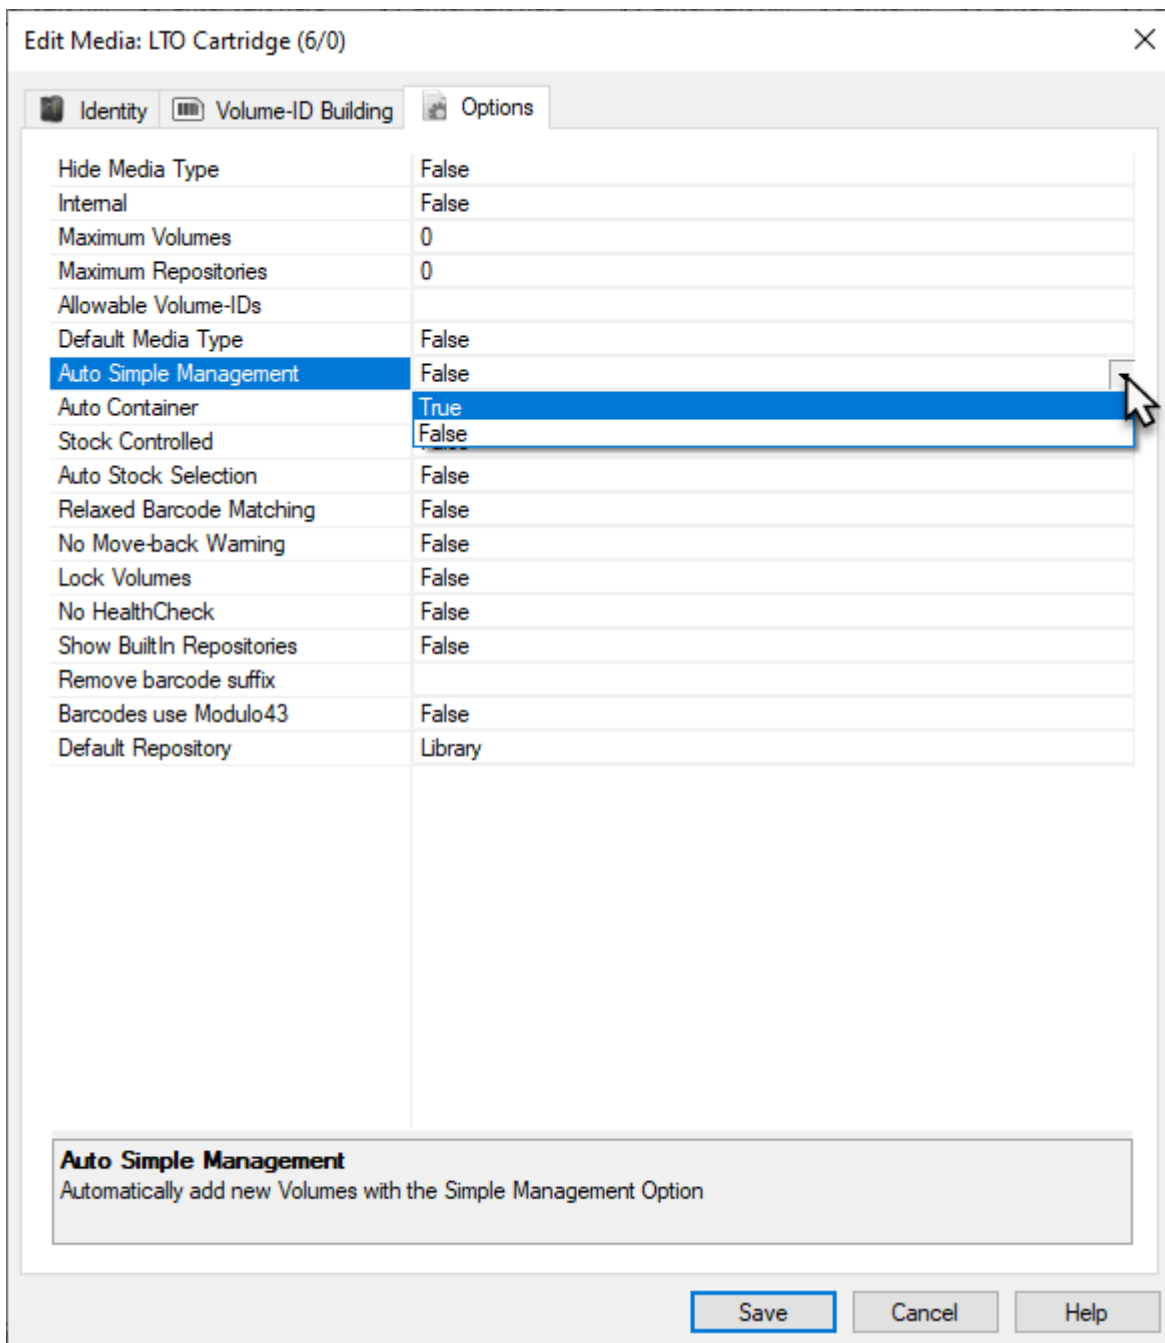 Edit Media: LTO Cartridge (6/0)
Identity Volume-ID Building Options
Hide Media Type False
Internal False
Maximum Volumes 0
Maximum Repositories 0
Allowable Volume-IDs
Default Media Type False
Auto Simple Management False
Auto Container True
False
Stock Controlled
Auto Stock Selection False
Relaxed Barcode Matching False
No Move-back Warning False
Lock Volumes False
No HealthCheck False
Show BuiltIn Repositories False
Remove barcode suffix
Barcodes use Modulo43 False
Default Repository Library
Auto Simple Management
Automatically add new Volumes with the Simple Management Option
Save Cancel Help